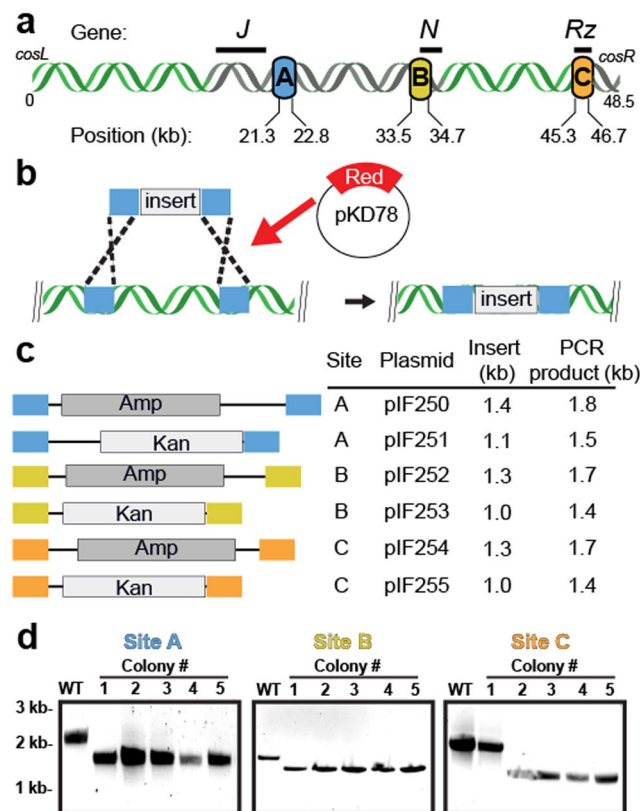 a
Gene: J N Rz
cosL cosR
A B C
0 48.5
Position (kb): 21.3 22.8 33.5 34.7 45.3 46.7
b
Red
insert pKD78
insert
c
Site Plasmid Insert (kb) PCR product (kb)
Amp A pIF250 1.4 1.8
Kan A pIF251 1.1 1.5
Amp B pIF252 1.3 1.7
Kan B pIF253 1.0 1.4
Amp C pIF254 1.3 1.7
Kan C pIF255 1.0 1.4
d
Site A Site B Site C
Colony # Colony # Colony #
WT 1 2 3 4 5 WT 1 2 3 4 5 WT 1 2 3 4 5
3 kb-
2 kb-
1 kb-